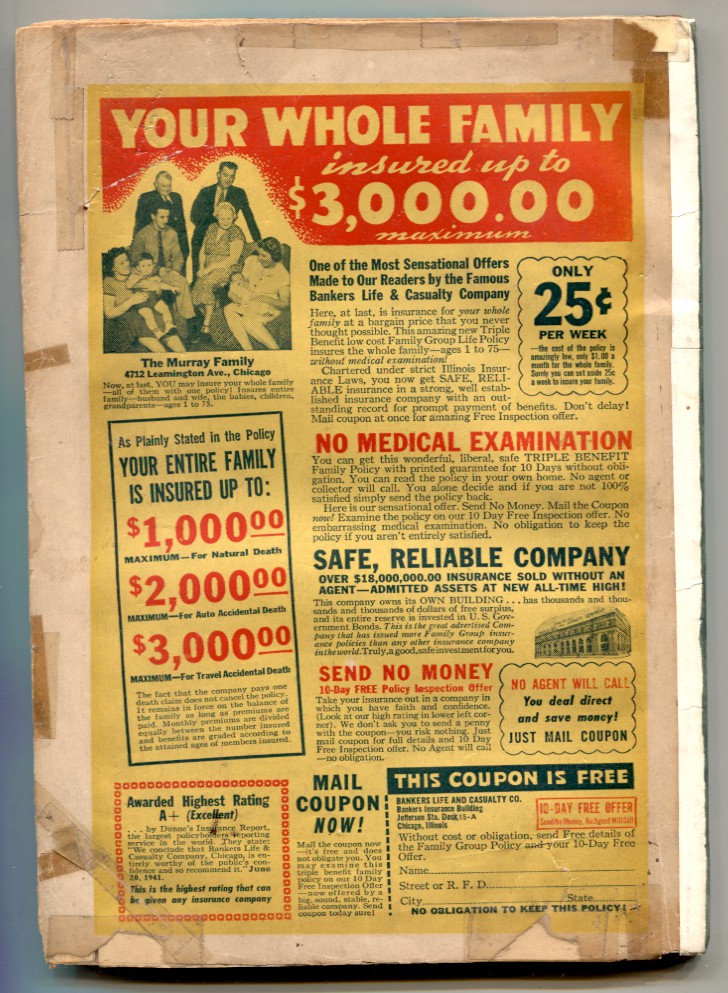 YOUR WHOLE FAMILY
insured up to
$3,000.00
maximum
The Murray Family
4712 Leamington Ave., Chicago
Now, at last, YOU may insure your whole family
—all of them with one policy! Insures entire
family—husband and wife, the babies, children,
grandparents—ages 1 to 75.
One of the Most Sensational Offers
Made to Our Readers by the Famous
Bankers Life & Casualty Company
Here, at last, is insurance for your whole
family at a bargain price that you never
thought possible. This amazing new Triple
Benefit low cost Family Group Life Policy
insures the whole family—ages 1 to 75—
without medical examination!
Chartered under strict Illinois Insur-
ance Laws, you now get SAFE, RELI-
ABLE insurance in a strong, well estab-
lished insurance company with an out-
standing record for prompt payment of benefits. Don't delay!
Mail coupon at once for amazing Free Inspection offer.
ONLY
25¢
PER WEEK
—the cost of the policy is
amazingly low, only $1.00 a
month for the whole family.
Surely you can set aside 25c
a week to insure your family.
As Plainly Stated in the Policy
YOUR ENTIRE FAMILY
IS INSURED UP TO:
$1,000.00
MAXIMUM—For Natural Death
$2,000.00
MAXIMUM—For Auto Accidental Death
$3,000.00
MAXIMUM—For Travel Accidental Death
The fact that the company pays one
death claim does not cancel the policy.
It remains in force on the balance of
the family as long as premiums are
paid. Monthly premiums are divided
equally between the number insured
and benefits are graded according to
the attained ages of members insured.
NO MEDICAL EXAMINATION
You can get this wonderful, liberal, safe TRIPLE BENEFIT
Family Policy with printed guarantee for 10 Days without obli-
gation. You can read the policy in your own home. No agent or
collector will call. You alone decide and if you are not 100%
satisfied simply send the policy back.
Here is our sensational offer. Send No Money. Mail the Coupon
now! Examine the policy on our 10 Day Free Inspection offer. No
embarrassing medical examination. No obligation to keep the
policy if you aren't entirely satisfied.
SAFE, RELIABLE COMPANY
OVER $18,000,000.00 INSURANCE SOLD WITHOUT AN
AGENT—ADMITTED ASSETS AT NEW ALL-TIME HIGH!
This company owns its OWN BUILDING . . . has thousands and thou-
sands and thousands of dollars of free surplus,
and its entire reserve is invested in U. S. Gov-
ernment Bonds. This is the great advertised Com-
pany that has issued more Family Group insur-
ance policies than any other insurance company
in the world. Truly, a good, safe investment for you.
SEND NO MONEY
10-Day FREE Policy Inspection Offer
Take your insurance out in a company in
which you have faith and confidence.
(Look at our high rating in lower left cor-
ner). We don't ask you to send a penny
with the coupon—you risk nothing. Just
mail coupon for full details and 10 Day
Free Inspection offer. No Agent will call
—no obligation.
NO AGENT WILL CALL
You deal direct
and save money!
JUST MAIL COUPON
Awarded Highest Rating
A+ (Excellent)
. . . by Dunne's Insurance Report,
the largest policyholders' reporting
service in the world. They state:
"We conclude that Bankers Life &
Casualty Company, Chicago, is en-
tirely worthy of the public's con-
fidence and so recommend it." June
20, 1941.
This is the highest rating that can
be given any insurance company
MAIL
COUPON
NOW!
Mail the coupon now
—it's free and does
not obligate you. You
may examine this
triple benefit family
policy on our 10 Day
Free Inspection Offer
—now offered by a
big, sound, stable, re-
liable company. Send
coupon today sure!
THIS COUPON IS FREE
BANKERS LIFE AND CASUALTY CO.
Bankers Insurance Building
Jefferson Sta. Desk 15-A
Chicago, Illinois
10-DAY FREE OFFER
Send No Money, No Agent Will Call
Without cost or obligation, send Free details of
the Family Group Policy and your 10-Day Free
Offer.
Name
Street or R. F. D.
City State
NO OBLIGATION TO KEEP THIS POLICY!